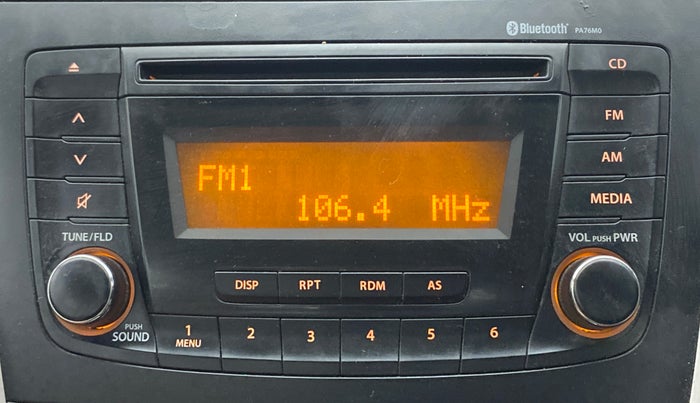 Bluetooth® PA76M0
CD
FM
AM
MEDIA
FM1
106.4 MHz
TUNE/FLD
VOL PUSH PWR
DISP RPT RDM AS
PUSH
SOUND
1 2 3 4 5 6
MENU